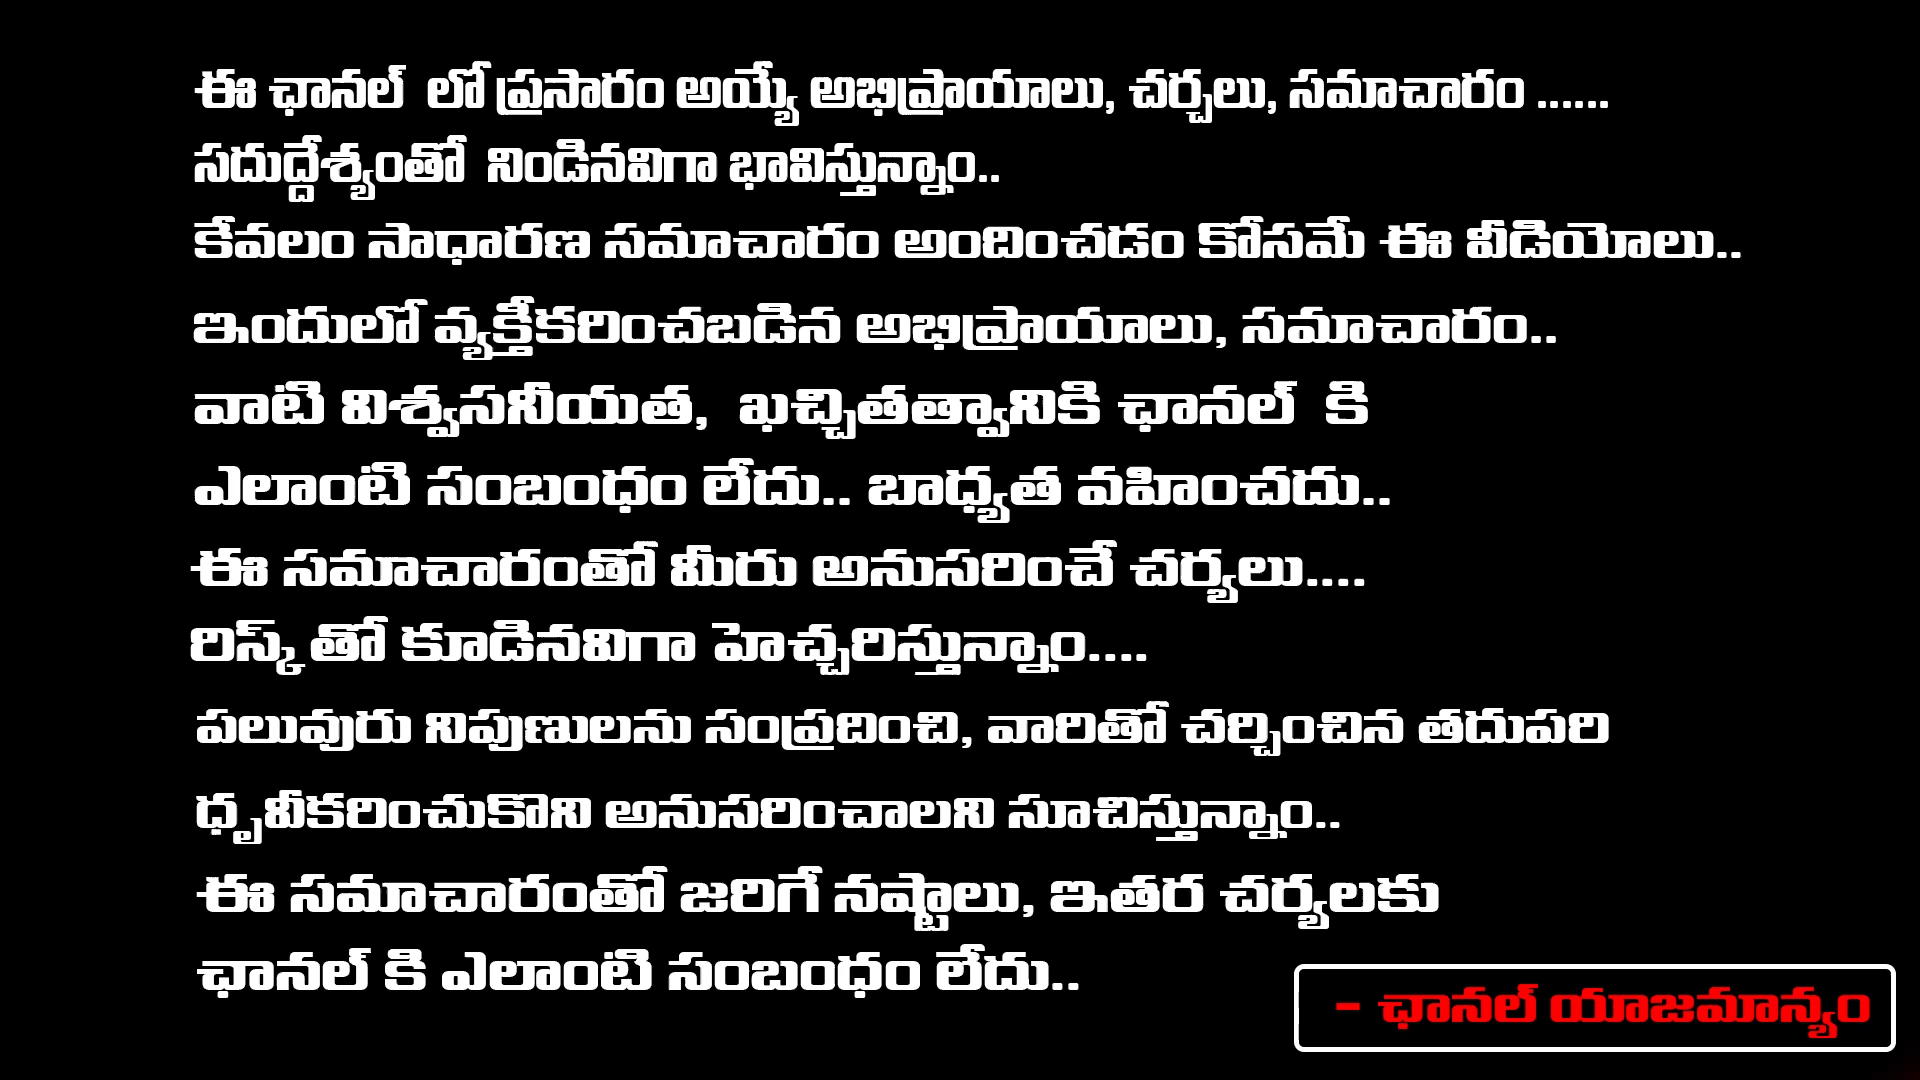 ఈ ఛానల్ లో ప్రసారం అయ్యే అభిప్రాయాలు, చర్చలు, సమాచారం ......
సదుద్దేశ్యంతో నిండినవిగా భావిస్తున్నాం..
కేవలం సాధారణ సమాచారం అందించడం కోసమే ఈ వీడియోలు..
ఇందులో వ్యక్తీకరించబడిన అభిప్రాయాలు, సమాచారం..
వాటి విశ్వసనీయత, ఖచ్చితత్వానికి ఛానల్ కి
ఎలాంటి సంబంధం లేదు.. బాధ్యత వహించదు..
ఈ సమాచారంతో మీరు అనుసరించే చర్యలు....
రిస్క్ తో కూడినవిగా హెచ్చరిస్తున్నాం....
పలువురు నిపుణులను సంప్రదించి, వారితో చర్చించిన తదుపరి
ధృవీకరించుకొని అనుసరించాలని సూచిస్తున్నాం..
ఈ సమాచారంతో జరిగే నష్టాలు, ఇతర చర్యలకు
ఛానల్ కి ఎలాంటి సంబంధం లేదు..
- ఛానల్ యాజమాన్యం